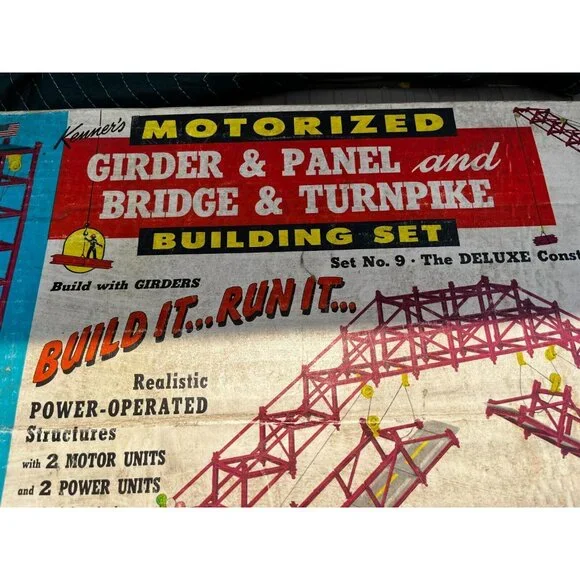 Kenner's
MOTORIZED
GIRDER & PANEL and
BRIDGE & TURNPIKE
BUILDING SET
Set No. 9 · The DELUXE Const
Build with GIRDERS
BUILD IT...RUN IT...
Realistic
POWER-OPERATED
Structures
with 2 MOTOR UNITS
and 2 POWER UNITS